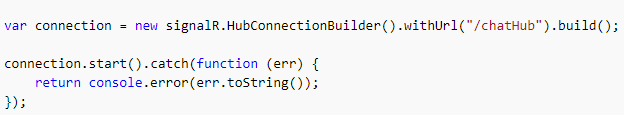 var connection = new signalR.HubConnectionBuilder().withUrl("/chatHub").build();
connection.start().catch(function (err) {
    return console.error(err.toString());
});